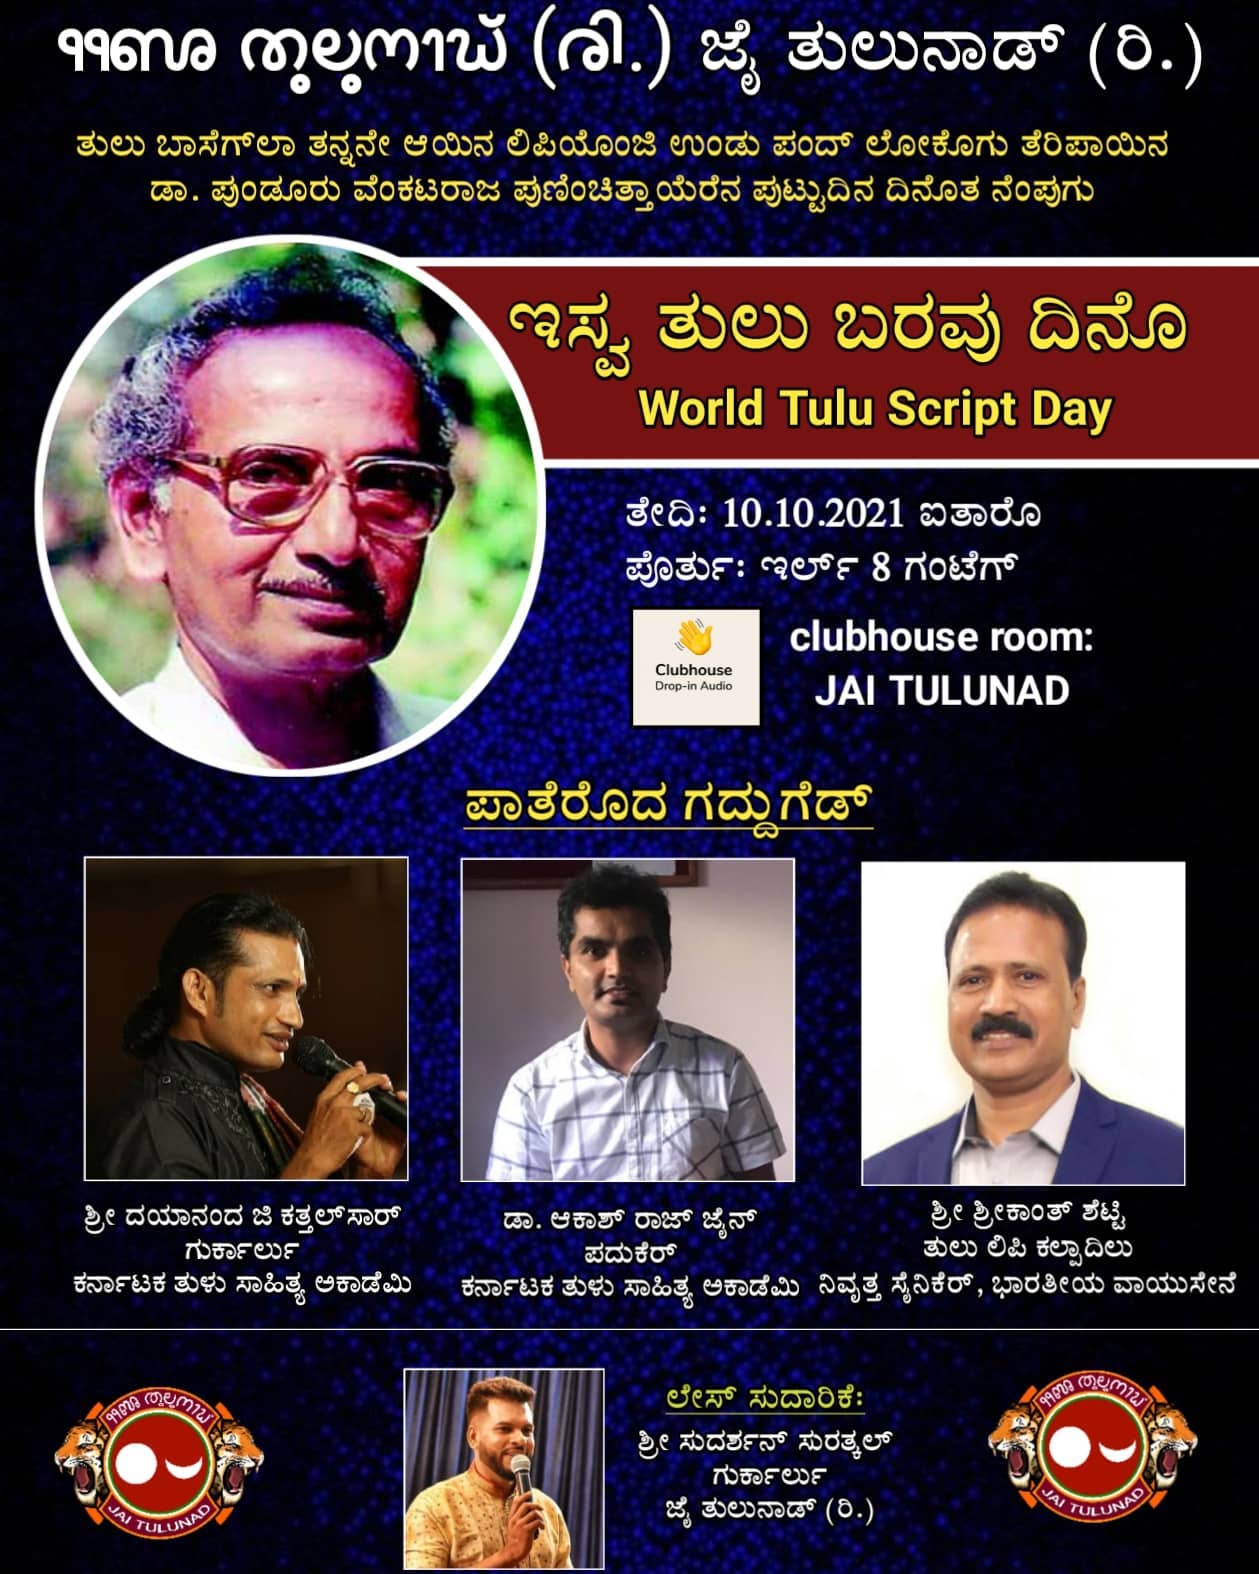 ಜೈ ತುಲುನಾಡ್ (ರಿ.)
ತುಲು ಬಾಸೆಗ್‌ಲಾ ತನ್ನನೇ ಆಯಿನ ಲಿಪಿಯೊಂಜಿ ಉಂಡು ಪಂದ್ ಲೋಕೊಗು ತೆರಿಪಾಯಿನ
ಡಾ. ಪುಂಡೂರು ವೆಂಕಟರಾಜ ಪುಣಿಂಚಿತ್ತಾಯೆರೆನ ಪುಟ್ಟುದಿನ ದಿನೊತ ನೆಂಪುಗು
ಇಸ್ವ ತುಲು ಬರವು ದಿನೊ
World Tulu Script Day
ತೇದಿ: 10.10.2021 ಐತಾರೊ
ಪೊರ್ತು: ಇರ್ಲ್ 8 ಗಂಟೆಗ್
Clubhouse
Drop-in Audio
clubhouse room:
JAI TULUNAD
ಪಾತೆರೊದ ಗದ್ದುಗೆಡ್
ಶ್ರೀ ದಯಾನಂದ ಜಿ ಕತ್ತಲ್‌ಸಾರ್
ಗುರ್ಕಾರ್ಲು
ಕರ್ನಾಟಕ ತುಳು ಸಾಹಿತ್ಯ ಅಕಾಡೆಮಿ
ಡಾ. ಆಕಾಶ್ ರಾಜ್ ಜೈನ್
ಪದುಕೆರ್
ಕರ್ನಾಟಕ ತುಳು ಸಾಹಿತ್ಯ ಅಕಾಡೆಮಿ
ಶ್ರೀ ಶ್ರೀಕಾಂತ್ ಶೆಟ್ಟಿ
ತುಲು ಲಿಪಿ ಕಲ್ಪಾದಿಲು
ನಿವೃತ್ತ ಸೈನಿಕೆರ್, ಭಾರತೀಯ ವಾಯುಸೇನೆ
JAI TULUNAD
ಲೇಸ್ ಸುದಾರಿಕೆ:
ಶ್ರೀ ಸುದರ್ಶನ್ ಸುರತ್ಕಲ್
ಗುರ್ಕಾರ್ಲು
ಜೈ ತುಲುನಾಡ್ (ರಿ.)
JAI TULUNAD